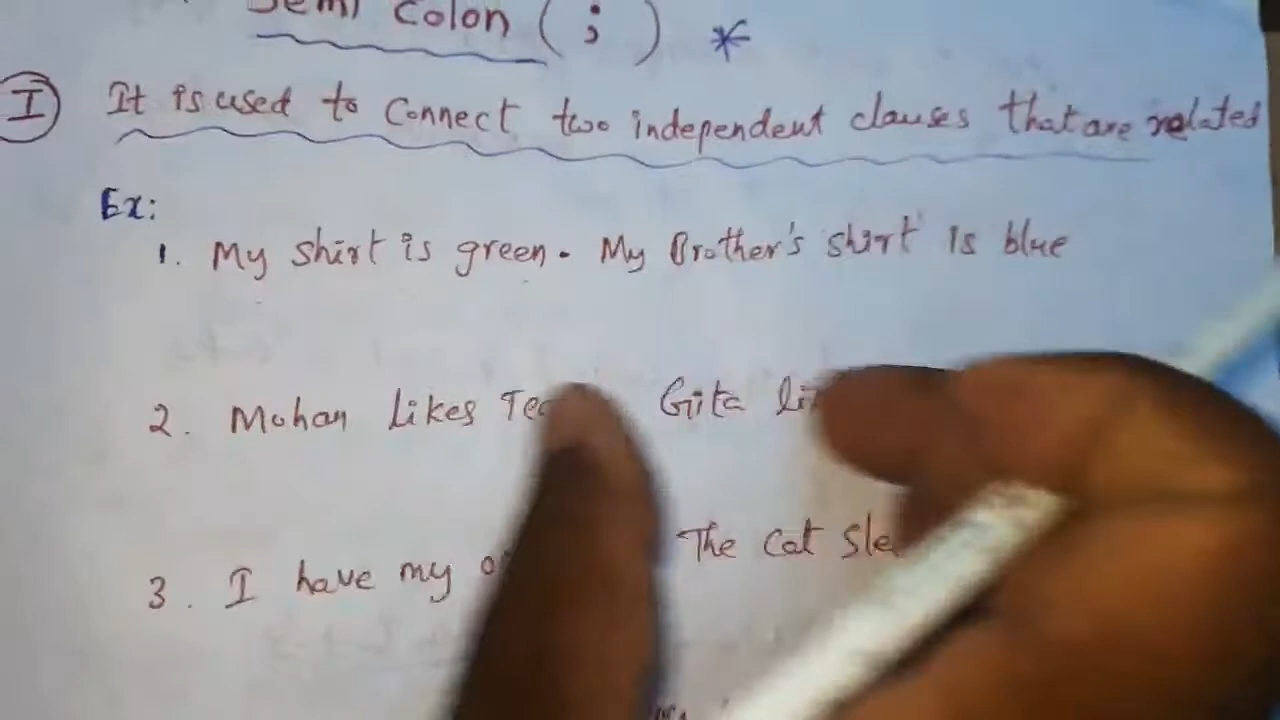 Semi Colon ( ; ) *
I It is used to Connect two independent clauses that are related
Ex:
1. My shirt is green. My Brother's shirt is blue
2. Mohan Likes Gita
3. I have my The Cat